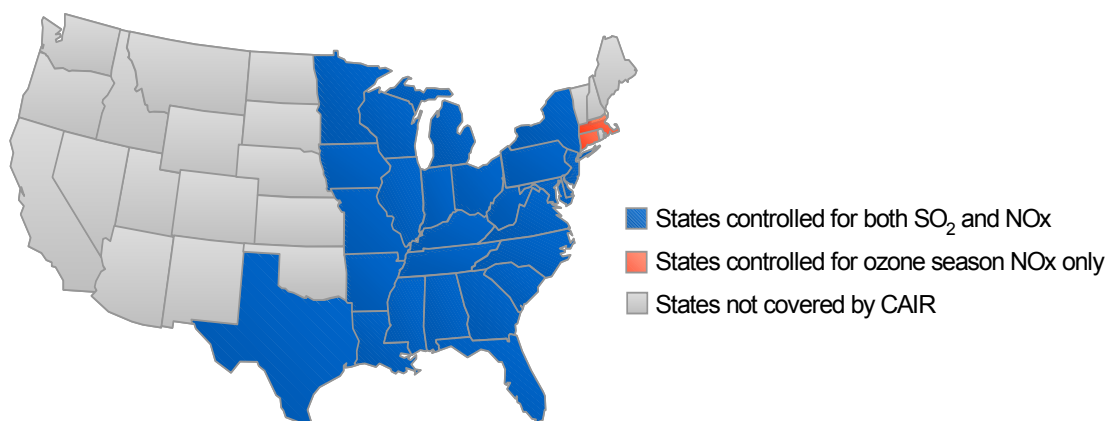 States controlled for both SO₂ and NOx
States controlled for ozone season NOx only
States not covered by CAIR